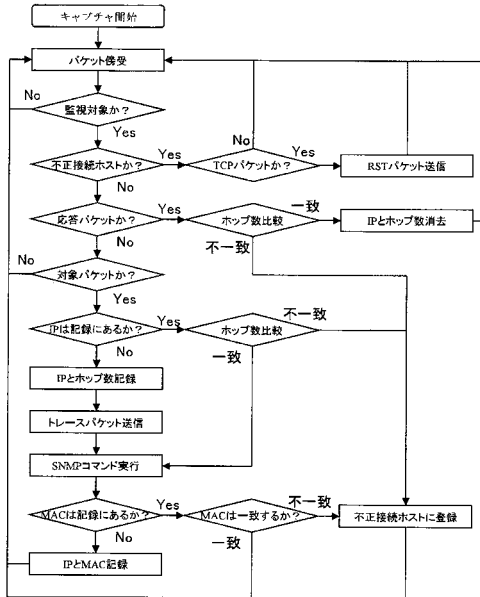 キャプチャ開始
パケット傍受
No
監視対象か？
Yes
No
不正接続ホストか？
Yes
TCPパケットか？
Yes
RSTパケット送信
No
応答パケットか？
Yes
ホップ数比較
一致
IPとホップ数消去
No
不一致
No
対象パケットか？
Yes
IPは記録にあるか？
Yes
ホップ数比較
不一致
No
一致
IPとホップ数記録
トレースパケット送信
SNMPコマンド実行
MACは記録にあるか？
Yes
MACは一致するか？
不一致
不正接続ホストに登録
No
一致
IPとMAC記録